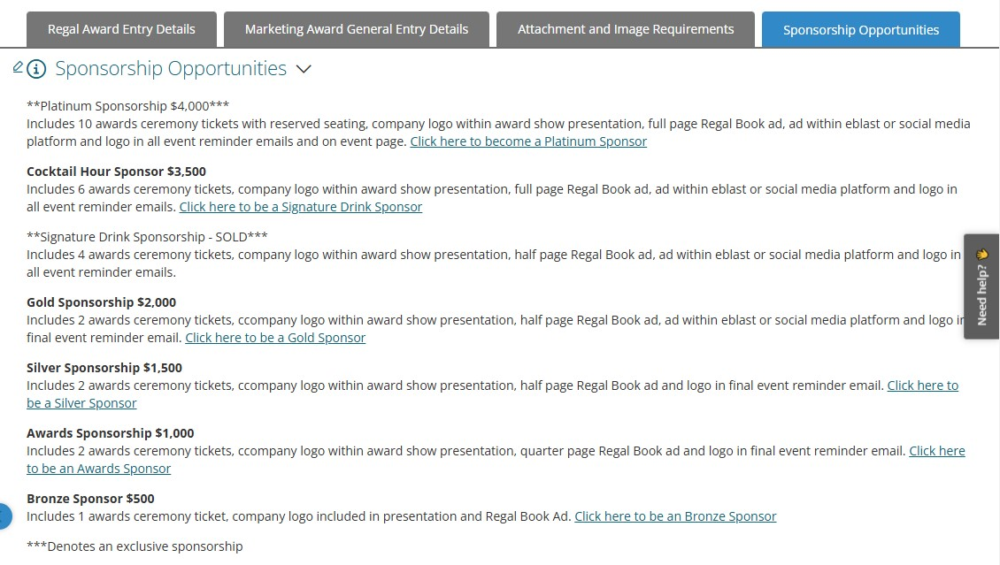 Regal Award Entry Details Marketing Award General Entry Details Attachment and Image Requirements Sponsorship Opportunities
Sponsorship Opportunities
**Platinum Sponsorship $4,000***
Includes 10 awards ceremony tickets with reserved seating, company logo within award show presentation, full page Regal Book ad, ad within eblast or social media
platform and logo in all event reminder emails and on event page. Click here to become a Platinum Sponsor
Cocktail Hour Sponsor $3,500
Includes 6 awards ceremony tickets, company logo within award show presentation, full page Regal Book ad, ad within eblast or social media platform and logo in
all event reminder emails. Click here to be a Signature Drink Sponsor
**Signature Drink Sponsorship - SOLD***
Includes 4 awards ceremony tickets, company logo within award show presentation, half page Regal Book ad, ad within eblast or social media platform and logo in
all event reminder emails.
Gold Sponsorship $2,000
Includes 2 awards ceremony tickets, ccompany logo within award show presentation, half page Regal Book ad, ad within eblast or social media platform and logo in
final event reminder email. Click here to be a Gold Sponsor
Silver Sponsorship $1,500
Includes 2 awards ceremony tickets, ccompany logo within award show presentation, half page Regal Book ad and logo in final event reminder email. Click here to
be a Silver Sponsor
Awards Sponsorship $1,000
Includes 2 awards ceremony tickets, ccompany logo within award show presentation, quarter page Regal Book ad and logo in final event reminder email. Click here
to be an Awards Sponsor
Bronze Sponsor $500
Includes 1 awards ceremony ticket, company logo included in presentation and Regal Book Ad. Click here to be an Bronze Sponsor
***Denotes an exclusive sponsorship
Need help?